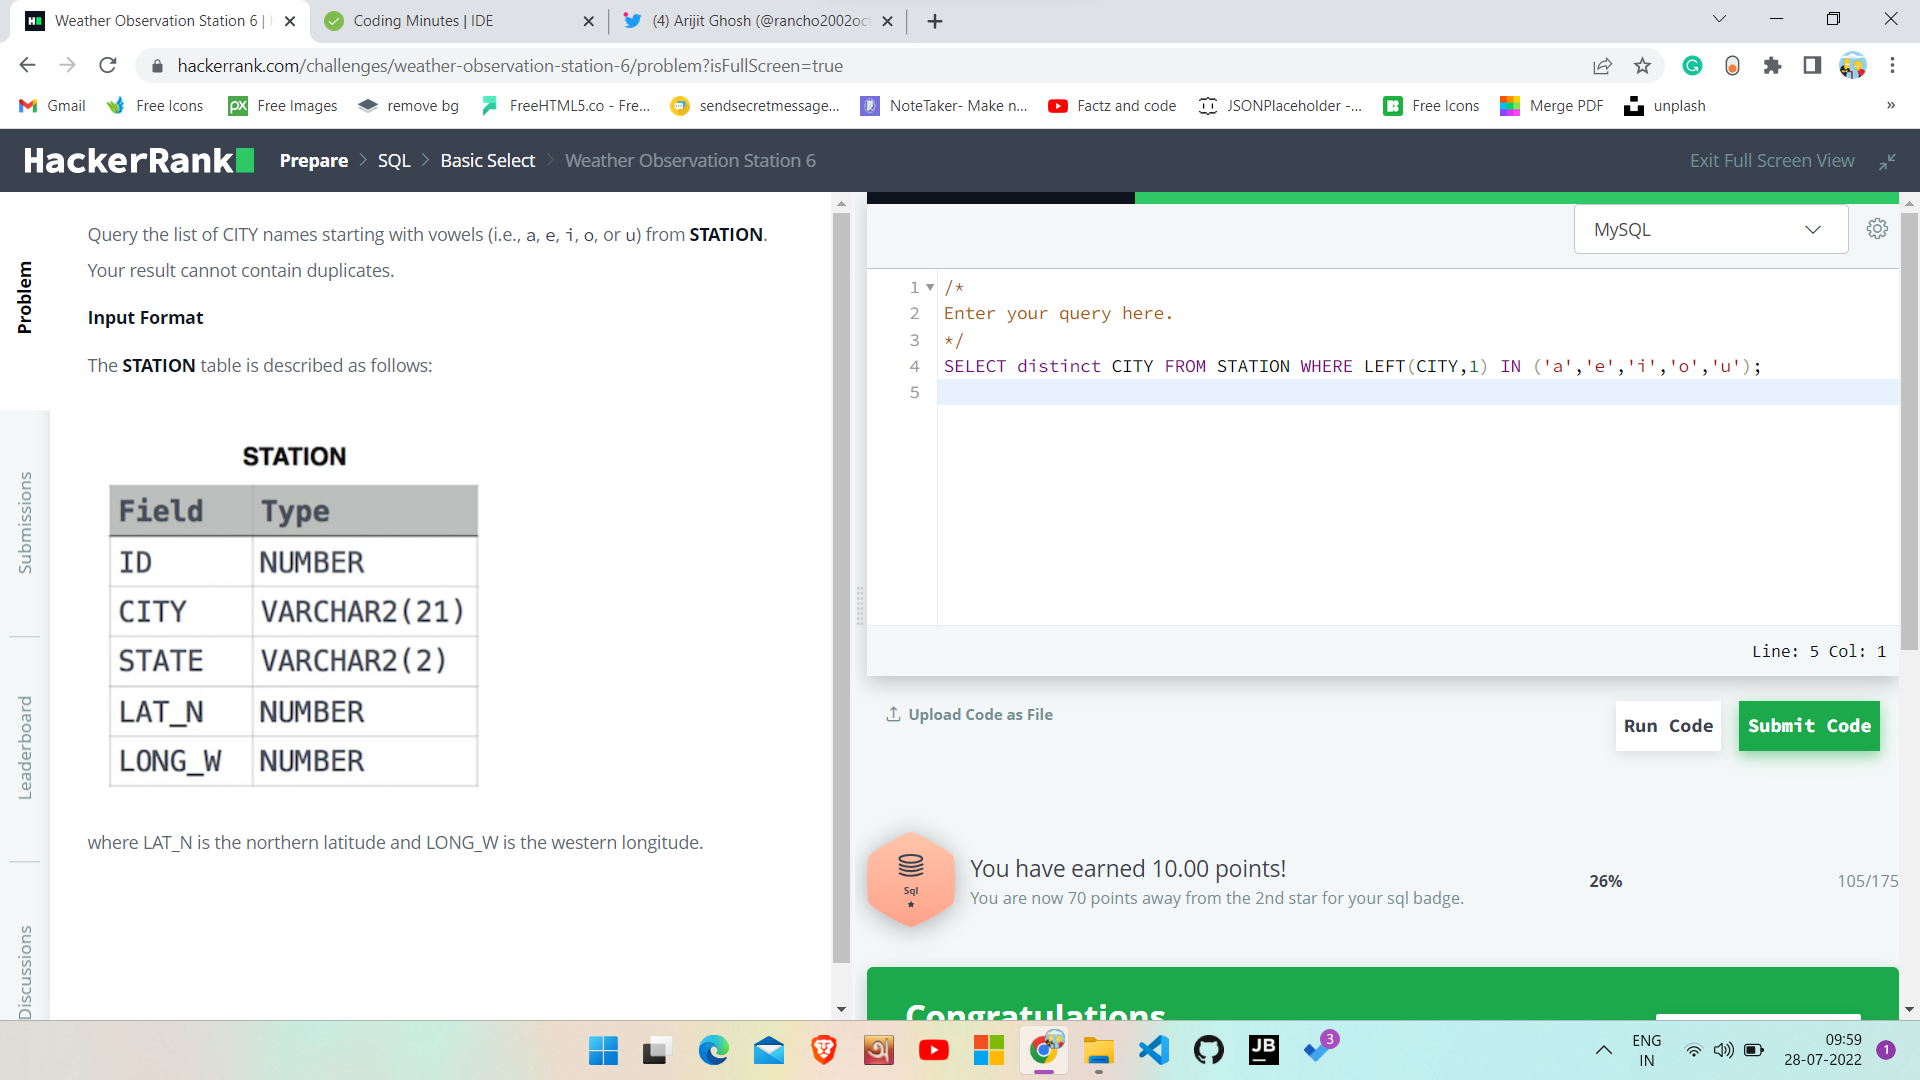 Weather Observation Station 6 |
Coding Minutes | IDE
(4) Arijit Ghosh (@rancho2002oct
hackerrank.com/challenges/weather-observation-station-6/problem?isFullScreen=true
Gmail
Free Icons
Free Images
remove bg
FreeHTML5.co - Fre...
sendsecretmessage...
NoteTaker- Make n...
Factz and code
JSONPlaceholder -...
Free Icons
Merge PDF
unplash
»
HackerRank
Prepare
SQL
Basic Select
Weather Observation Station 6
Exit Full Screen View
Problem
Submissions
Leaderboard
Discussions
Query the list of CITY names starting with vowels (i.e., a, e, i, o, or u) from STATION.
Your result cannot contain duplicates.
Input Format
The STATION table is described as follows:
STATION
Field Type
ID NUMBER
CITY VARCHAR2(21)
STATE VARCHAR2(2)
LAT_N NUMBER
LONG_W NUMBER
where LAT_N is the northern latitude and LONG_W is the western longitude.
MySQL
1 /*
2 Enter your query here.
3 */
4 SELECT distinct CITY FROM STATION WHERE LEFT(CITY,1) IN ('a','e','i','o','u');
5
Line: 5 Col: 1
Upload Code as File
Run Code
Submit Code
Sql
You have earned 10.00 points!
You are now 70 points away from the 2nd star for your sql badge.
26%
105/175
Congratulations
অ
JB
3
ENG
IN
09:59
28-07-2022
1